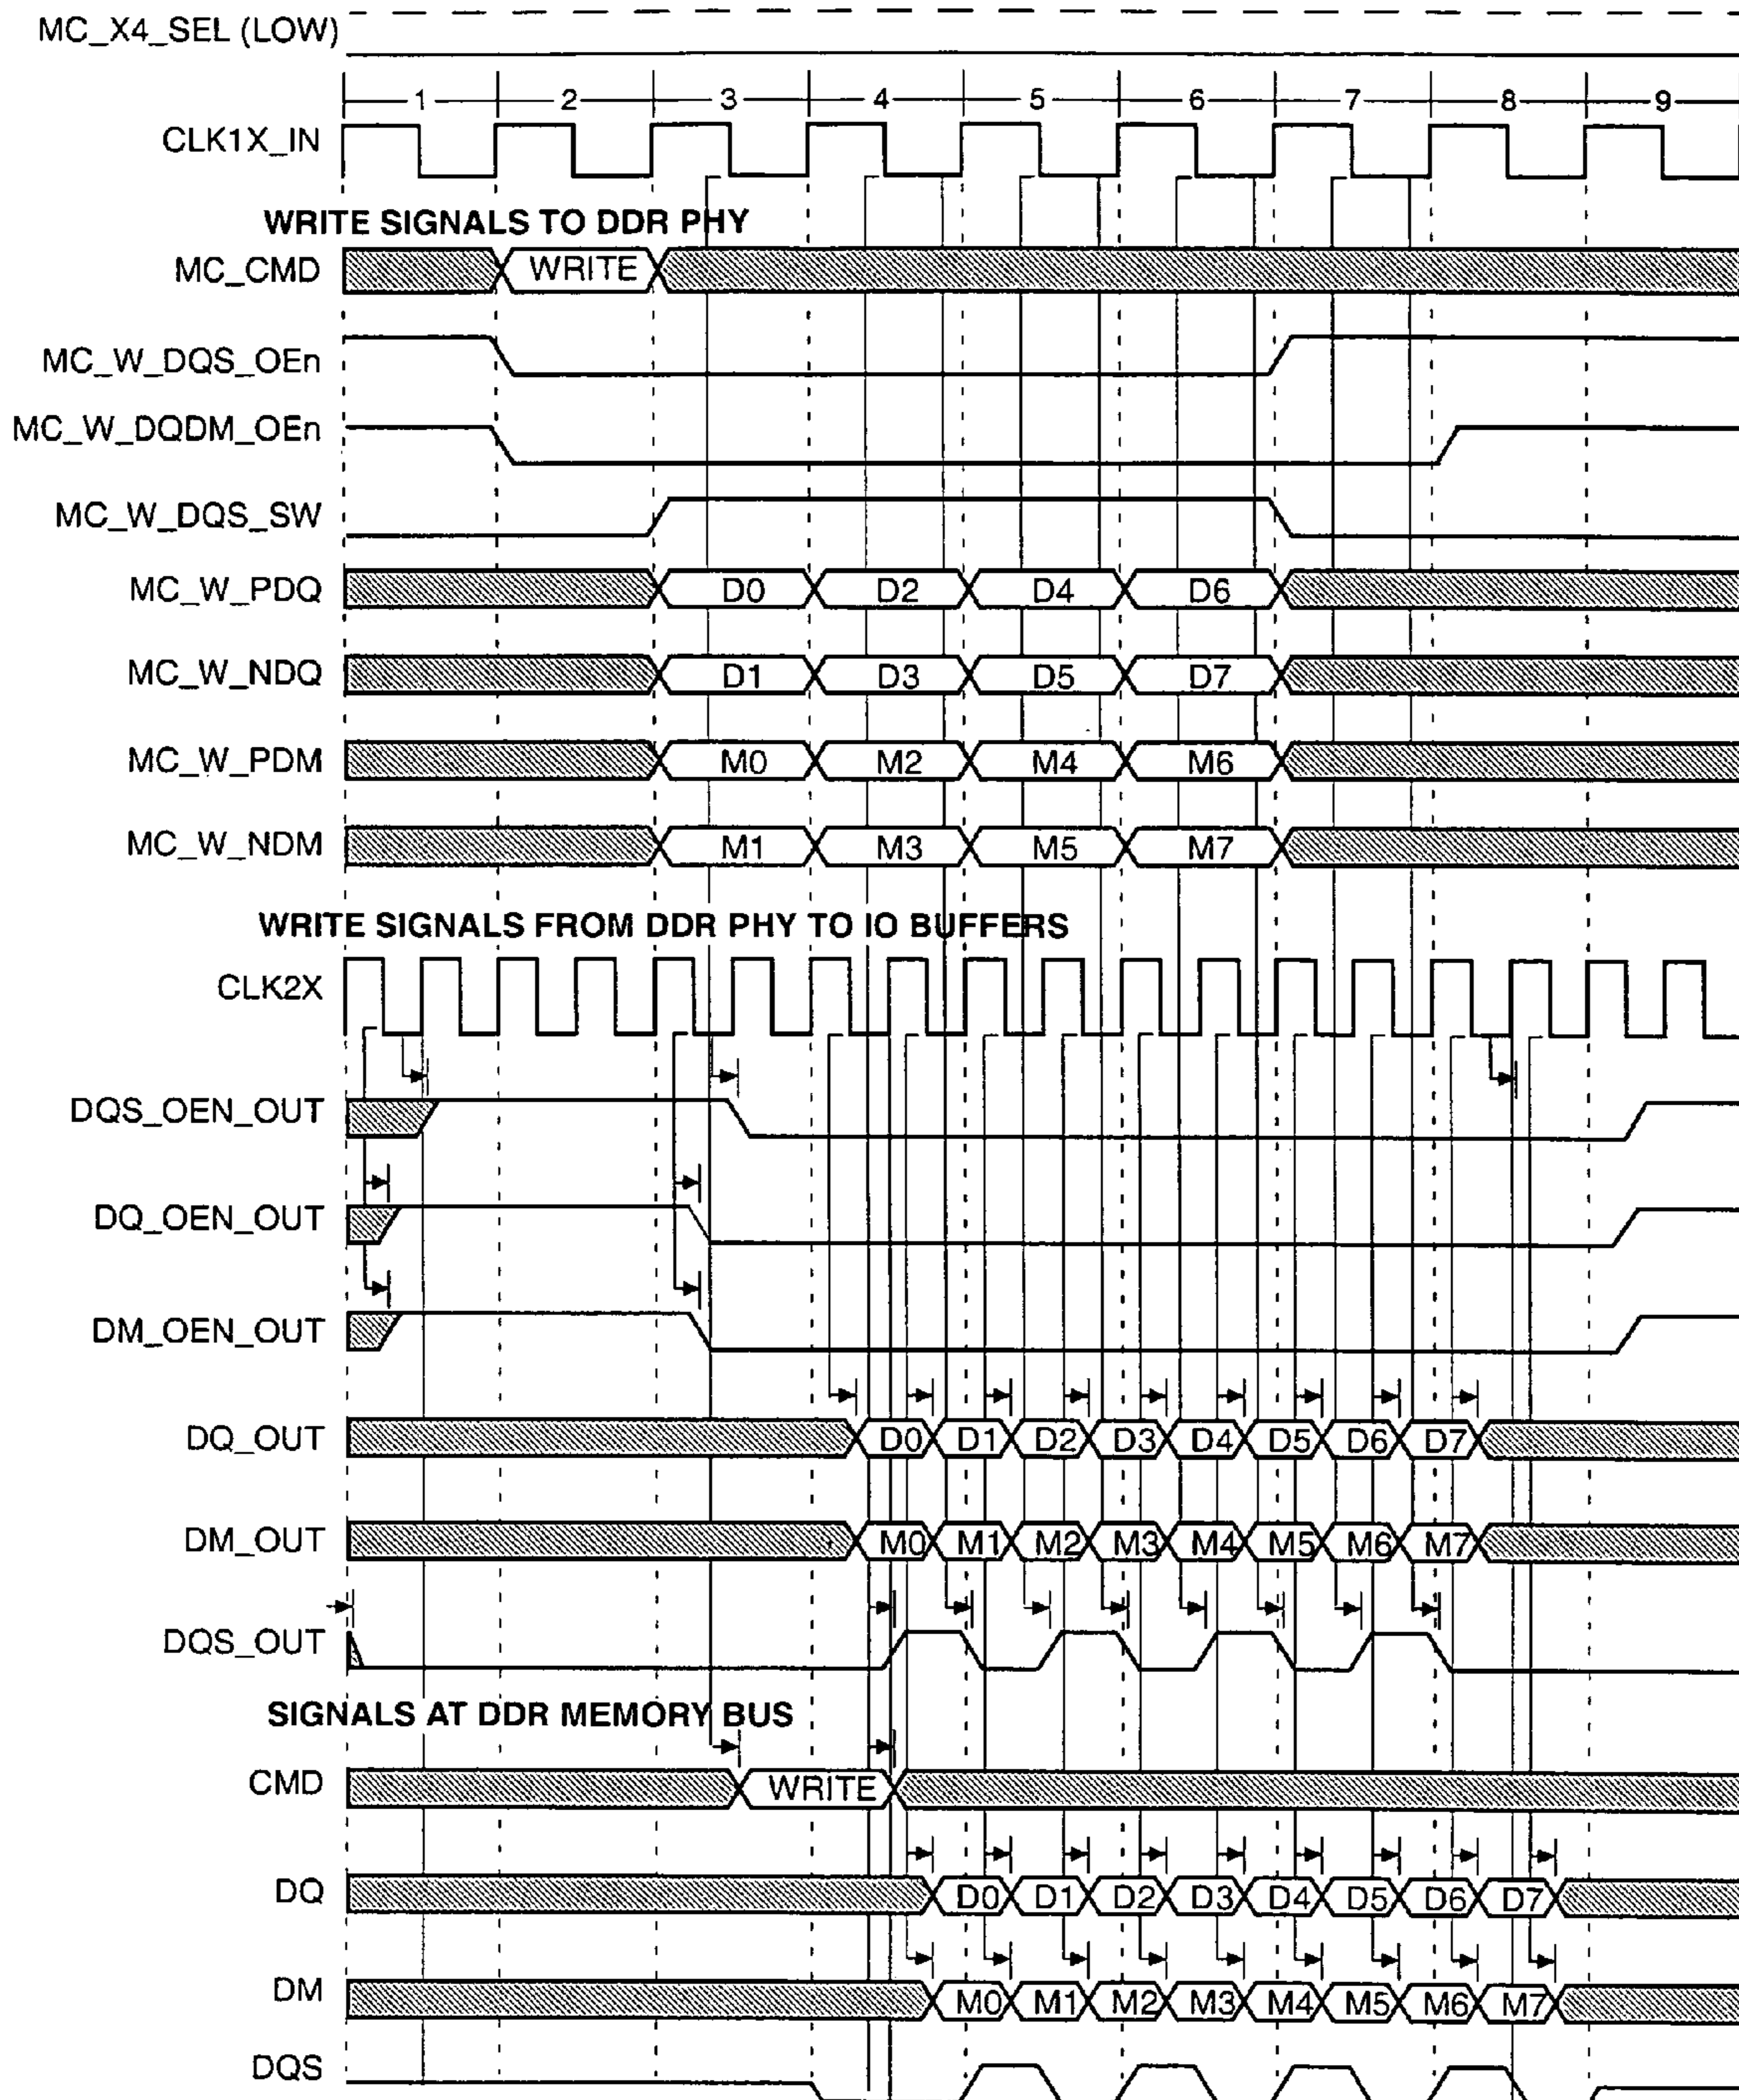 MC_X4_SEL (LOW)
1 2 3 4 5 6 7 8 9
CLK1X_IN
WRITE SIGNALS TO DDR PHY
MC_CMD WRITE
MC_W_DQS_OEn
MC_W_DQDM_OEn
MC_W_DQS_SW
MC_W_PDQ D0 D2 D4 D6
MC_W_NDQ D1 D3 D5 D7
MC_W_PDM M0 M2 M4 M6
MC_W_NDM M1 M3 M5 M7
WRITE SIGNALS FROM DDR PHY TO IO BUFFERS
CLK2X
DQS_OEN_OUT
DQ_OEN_OUT
DM_OEN_OUT
DQ_OUT D0 D1 D2 D3 D4 D5 D6 D7
DM_OUT M0 M1 M2 M3 M4 M5 M6 M7
DQS_OUT
SIGNALS AT DDR MEMORY BUS
CMD WRITE
DQ D0 D1 D2 D3 D4 D5 D6 D7
DM M0 M1 M2 M3 M4 M5 M6 M7
DQS